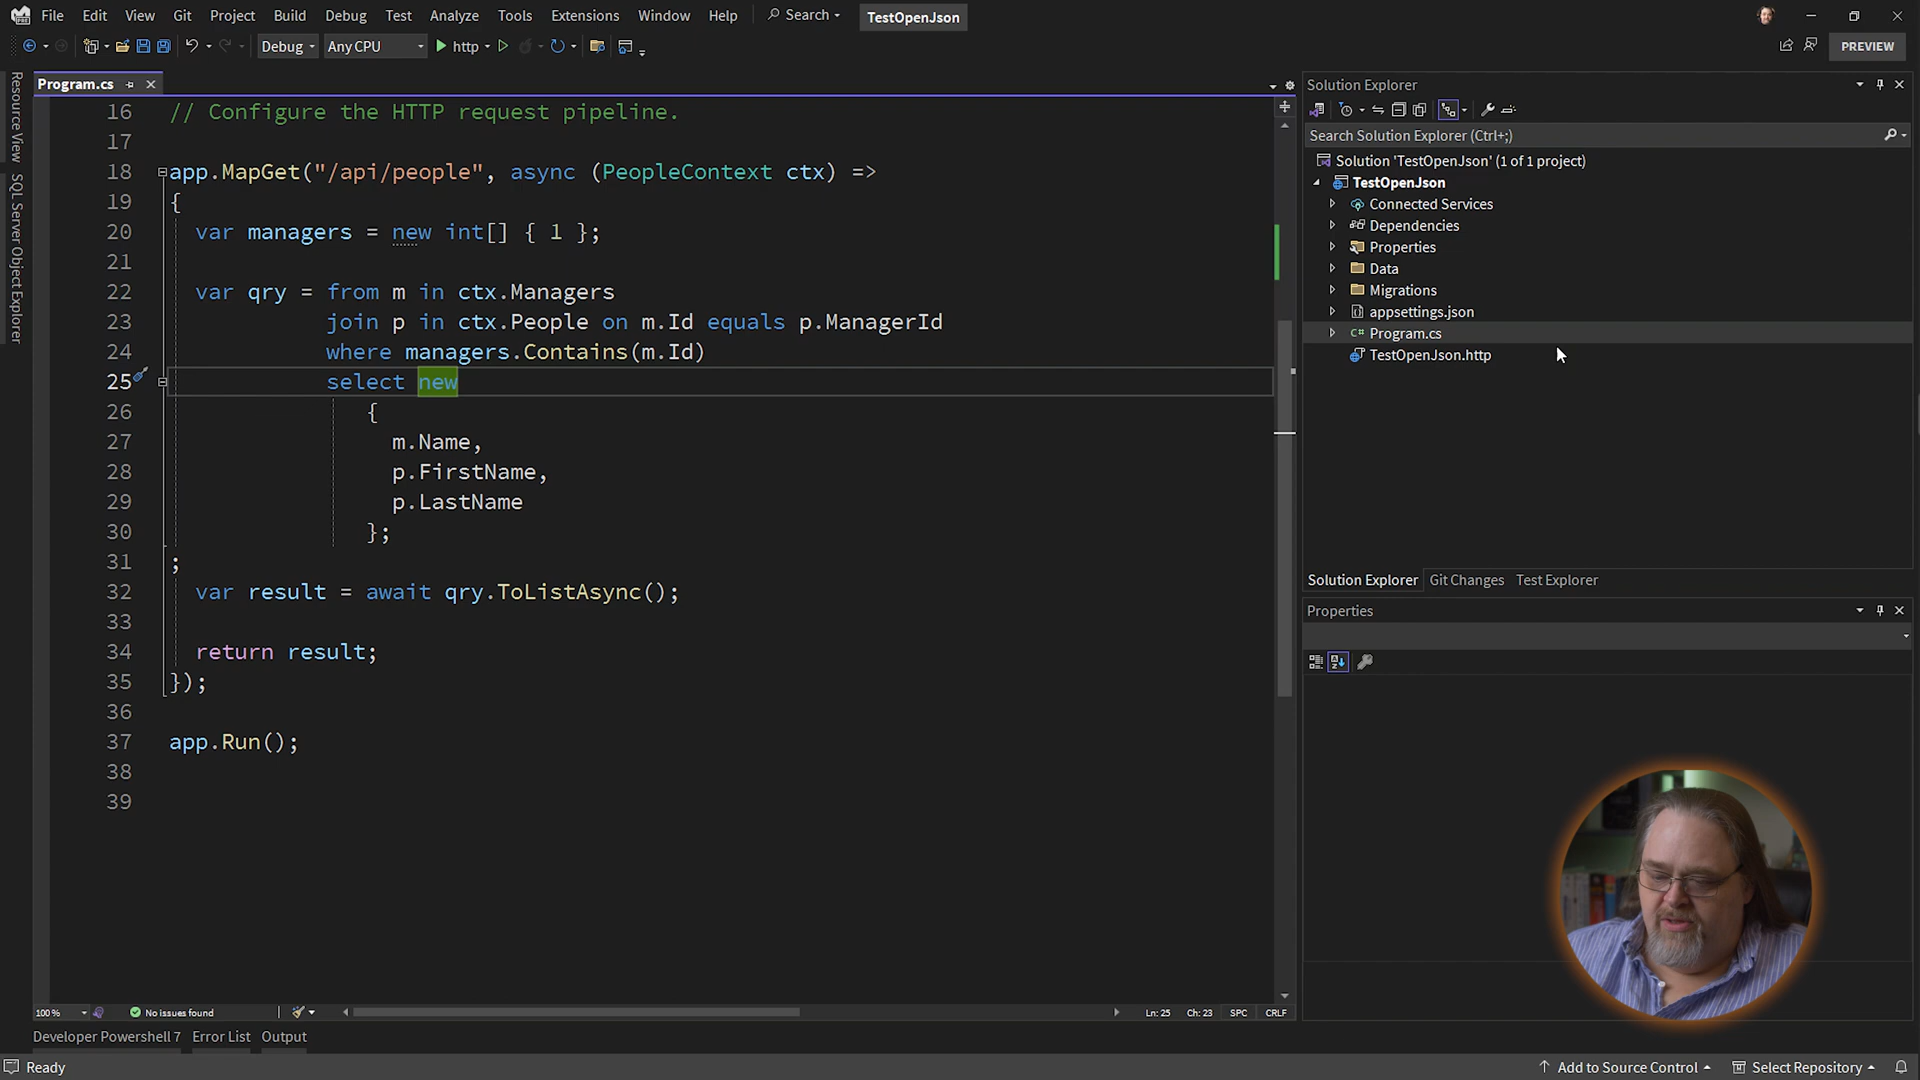 File Edit View Git Project Build Debug Test Analyze Tools Extensions Window Help Search TestOpenJson
Debug Any CPU http PREVIEW
Resource View
SQL Server Object Explorer
Program.cs
16 // Configure the HTTP request pipeline.
17
18 app.MapGet("/api/people", async (PeopleContext ctx) =>
19 {
20 var managers = new int[] { 1 };
21
22 var qry = from m in ctx.Managers
23 join p in ctx.People on m.Id equals p.ManagerId
24 where managers.Contains(m.Id)
25 select new
26 {
27 m.Name,
28 p.FirstName,
29 p.LastName
30 };
31 ;
32 var result = await qry.ToListAsync();
33
34 return result;
35 });
36
37 app.Run();
38
39
100 % No issues found Ln: 25 Ch: 23 SPC CRLF
Developer Powershell 7 Error List Output
Solution Explorer
Search Solution Explorer (Ctrl+;)
Solution 'TestOpenJson' (1 of 1 project)
TestOpenJson
Connected Services
Dependencies
Properties
Data
Migrations
appsettings.json
C# Program.cs
TestOpenJson.http
Solution Explorer Git Changes Test Explorer
Properties
Ready Add to Source Control Select Repository